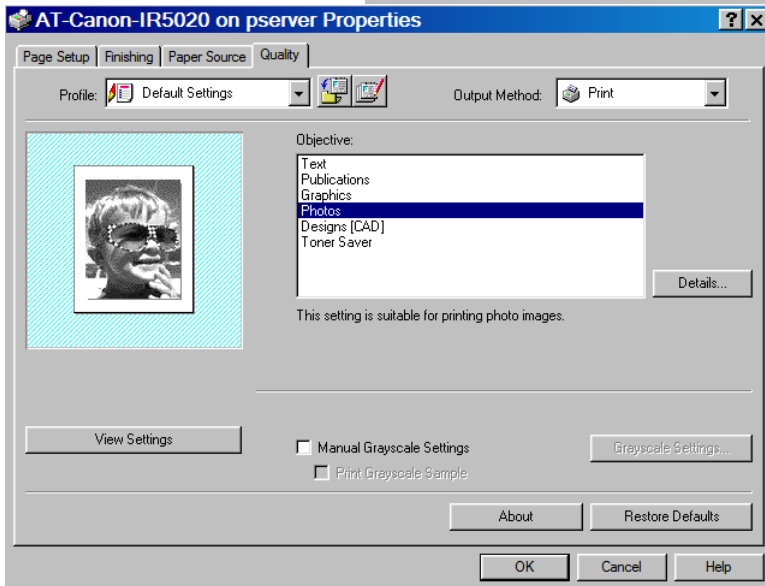 AT-Canon-IR5020 on pserver Properties
Page Setup Finishing Paper Source Quality
Profile: Default Settings Output Method: Print
Objective:
Text
Publications
Graphics
Photos
Designs [CAD]
Toner Saver
Details...
This setting is suitable for printing photo images.
View Settings
Manual Grayscale Settings Grayscale Settings...
Print Grayscale Sample
About Restore Defaults
OK Cancel Help